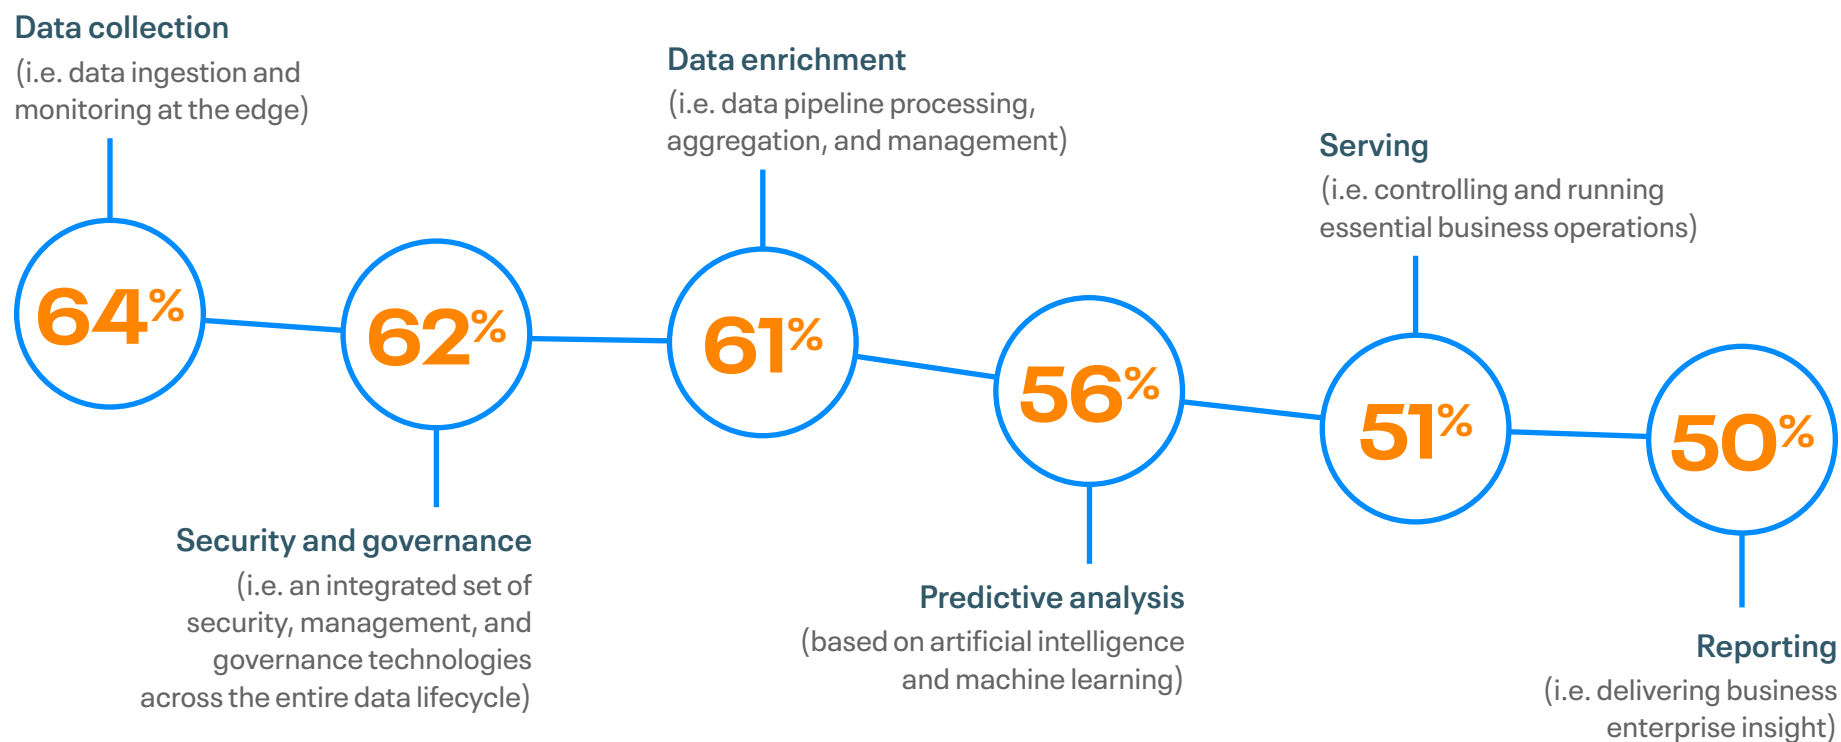 Data collection
(i.e. data ingestion and
monitoring at the edge)
64%
Security and governance
(i.e. an integrated set of
security, management, and
governance technologies
across the entire data lifecycle)
62%
Data enrichment
(i.e. data pipeline processing,
aggregation, and management)
61%
Predictive analysis
(based on artificial intelligence
and machine learning)
56%
Serving
(i.e. controlling and running
essential business operations)
51%
Reporting
(i.e. delivering business
enterprise insight)
50%